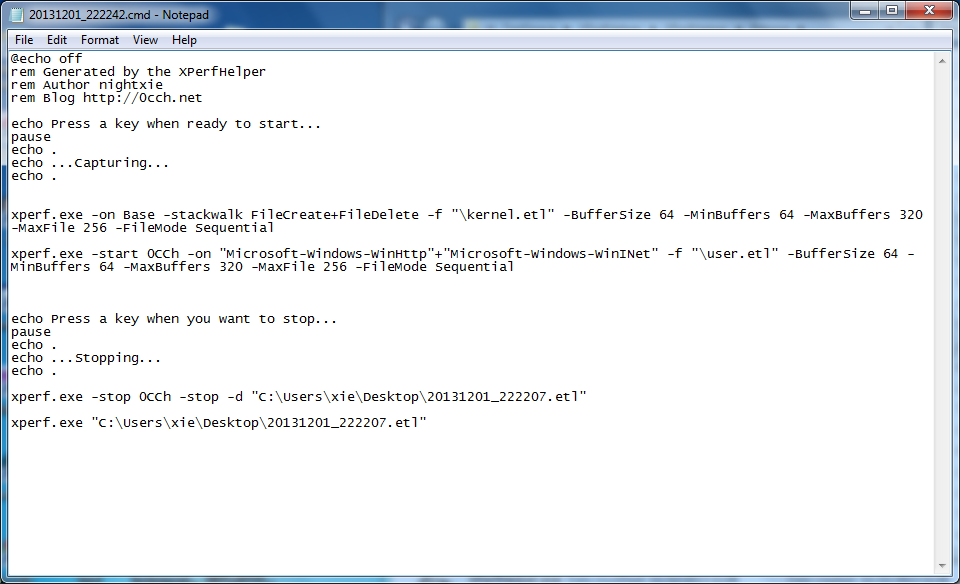 20131201_222242.cmd - Notepad
File Edit Format View Help
@echo off
rem Generated by the XPerfHelper
rem Author nightxie
rem Blog http://0cch.net
echo Press a key when ready to start...
pause
echo .
echo ...Capturing...
echo .
xperf.exe -on Base -stackwalk FileCreate+FileDelete -f "\kernel.etl" -BufferSize 64 -MinBuffers 64 -MaxBuffers 320
-MaxFile 256 -FileMode Sequential
xperf.exe -start 0CCh -on "Microsoft-Windows-WinHttp"+"Microsoft-Windows-WinINet" -f "\user.etl" -BufferSize 64 -
MinBuffers 64 -MaxBuffers 320 -MaxFile 256 -FileMode Sequential
echo Press a key when you want to stop...
pause
echo .
echo ...Stopping...
echo .
xperf.exe -stop 0CCh -stop -d "C:\Users\xie\Desktop\20131201_222207.etl"
xperf.exe "C:\Users\xie\Desktop\20131201_222207.etl"